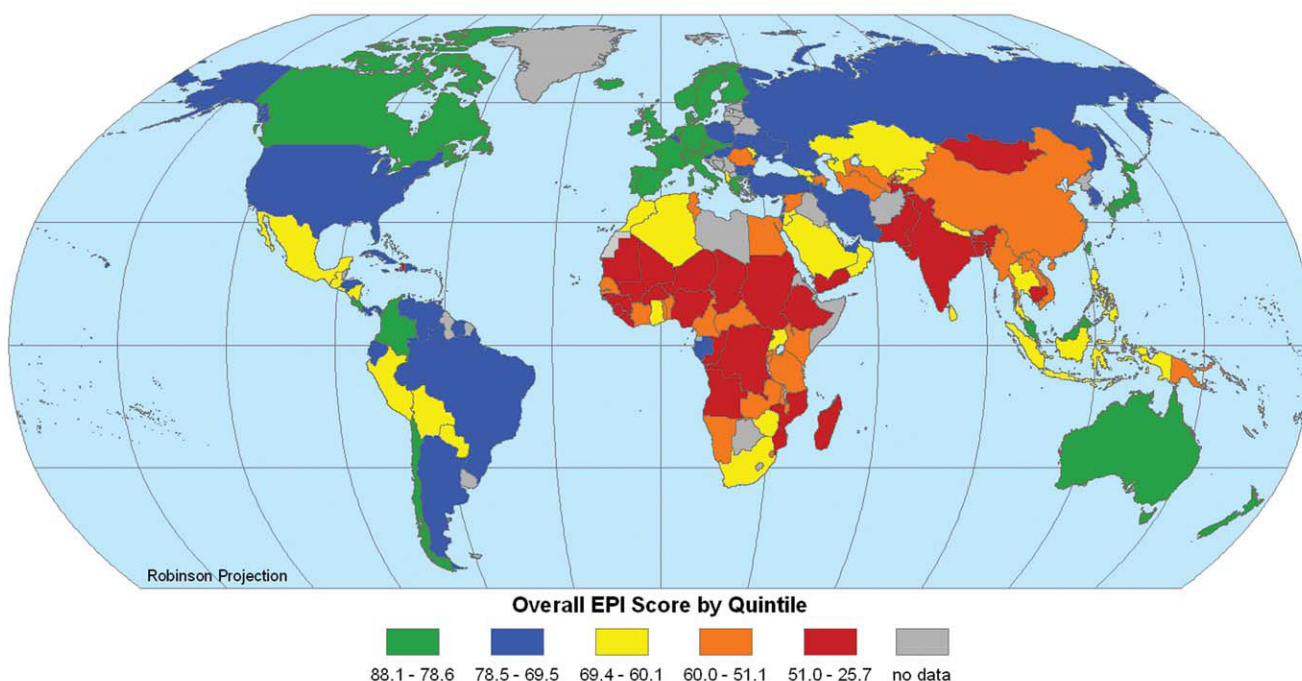 Robinson Projection
Overall EPI Score by Quintile
88.1 - 78.6 78.5 - 69.5 69.4 - 60.1 60.0 - 51.1 51.0 - 25.7 no data